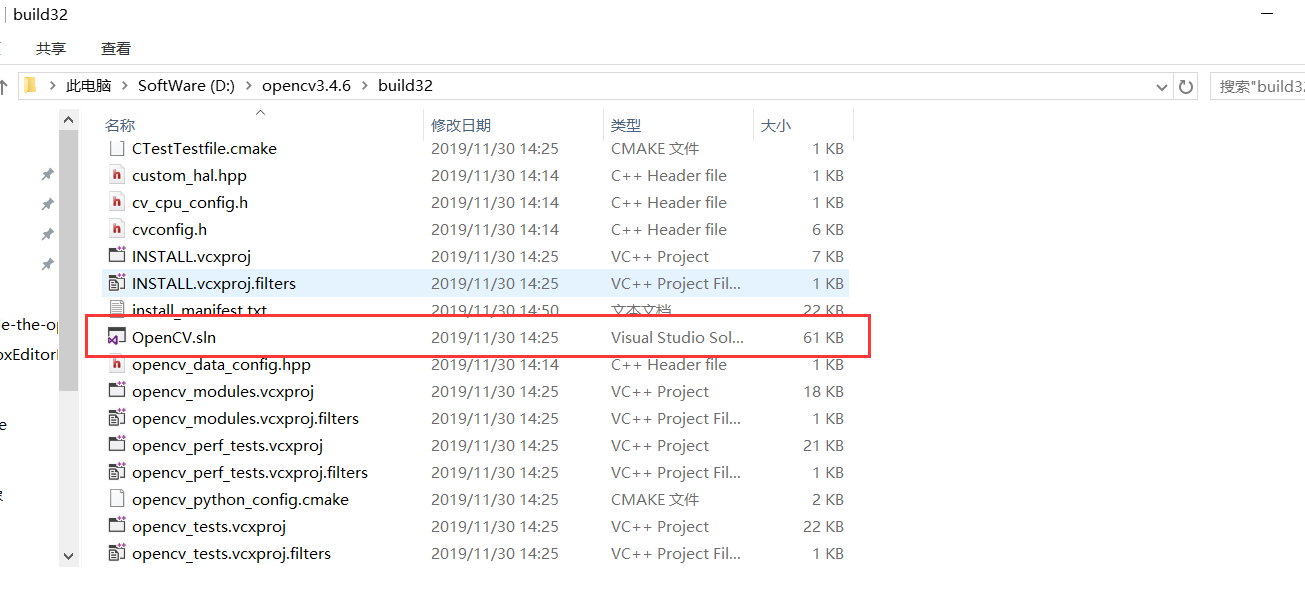 build32
共享 查看
此电脑 SoftWare (D:) opencv3.4.6 build32 搜索"build32
名称 修改日期 类型 大小
CTestTestfile.cmake 2019/11/30 14:25 CMAKE 文件 1 KB
custom_hal.hpp 2019/11/30 14:14 C++ Header file 1 KB
cv_cpu_config.h 2019/11/30 14:14 C++ Header file 1 KB
cvconfig.h 2019/11/30 14:14 C++ Header file 6 KB
INSTALL.vcxproj 2019/11/30 14:25 VC++ Project 7 KB
INSTALL.vcxproj.filters 2019/11/30 14:25 VC++ Project Fil... 1 KB
install_manifest.txt 2019/11/30 14:50 文本文档 22 KB
le-the-op
OpenCV.sln 2019/11/30 14:25 Visual Studio Sol... 61 KB
oxEditor
opencv_data_config.hpp 2019/11/30 14:14 C++ Header file 1 KB
opencv_modules.vcxproj 2019/11/30 14:25 VC++ Project 18 KB
opencv_modules.vcxproj.filters 2019/11/30 14:25 VC++ Project Fil... 1 KB
e
opencv_perf_tests.vcxproj 2019/11/30 14:25 VC++ Project 21 KB
opencv_perf_tests.vcxproj.filters 2019/11/30 14:25 VC++ Project Fil... 1 KB
opencv_python_config.cmake 2019/11/30 14:25 CMAKE 文件 2 KB
opencv_tests.vcxproj 2019/11/30 14:25 VC++ Project 22 KB
opencv_tests.vcxproj.filters 2019/11/30 14:25 VC++ Project Fil... 1 KB